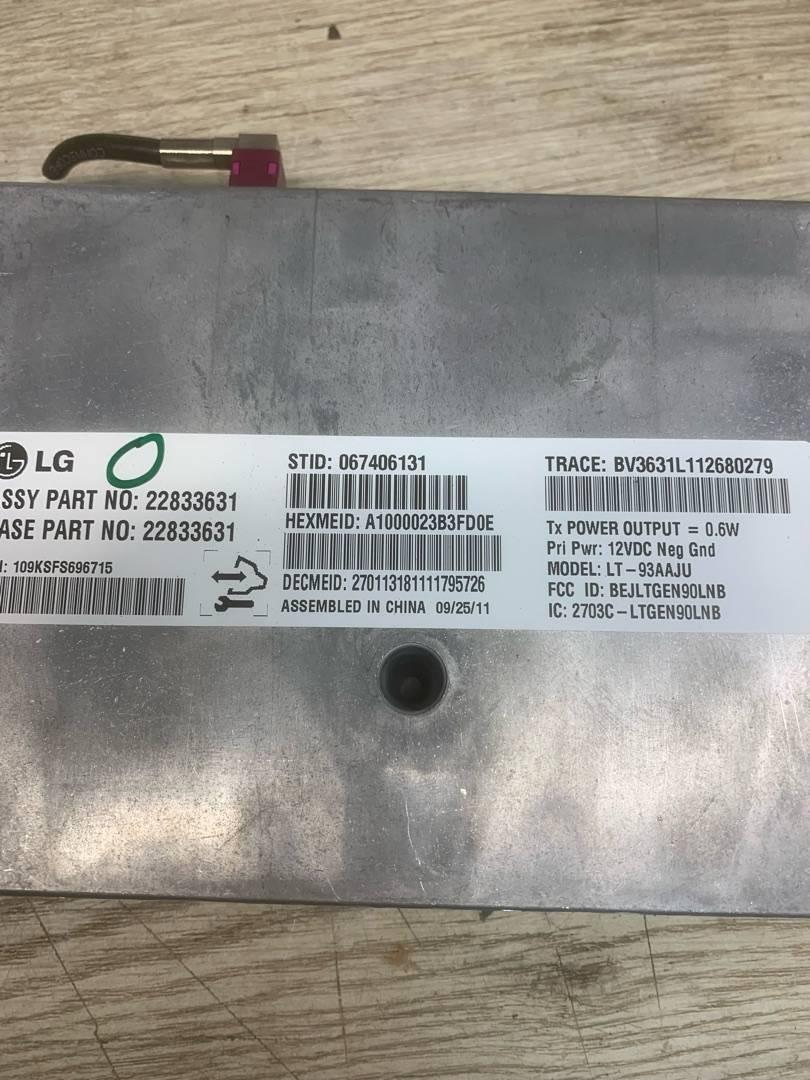 LG
SSY PART NO: 22833631
ASE PART NO: 22833631
: 109KSFS696715
STID: 067406131
HEXMEID: A1000023B3FD0E
DECMEID: 270113181111795726
ASSEMBLED IN CHINA 09/25/11
TRACE: BV3631L112680279
Tx POWER OUTPUT = 0.6W
Pri Pwr: 12VDC Neg Gnd
MODEL: LT-93AAJU
FCC ID: BEJLTGEN90LNB
IC: 2703C-LTGEN90LNB